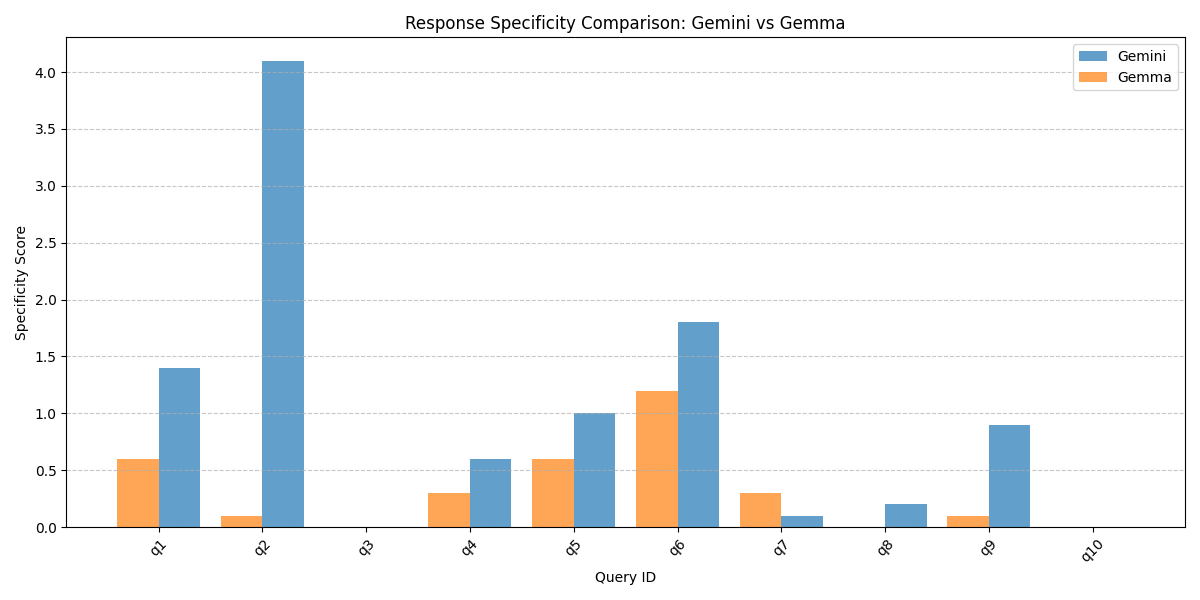 Response Specificity Comparison: Gemini vs Gemma
Gemini
Gemma
Specificity Score
4.0
3.5
3.0
2.5
2.0
1.5
1.0
0.5
0.0
q1 q2 q3 q4 q5 q6 q7 q8 q9 q10
Query ID